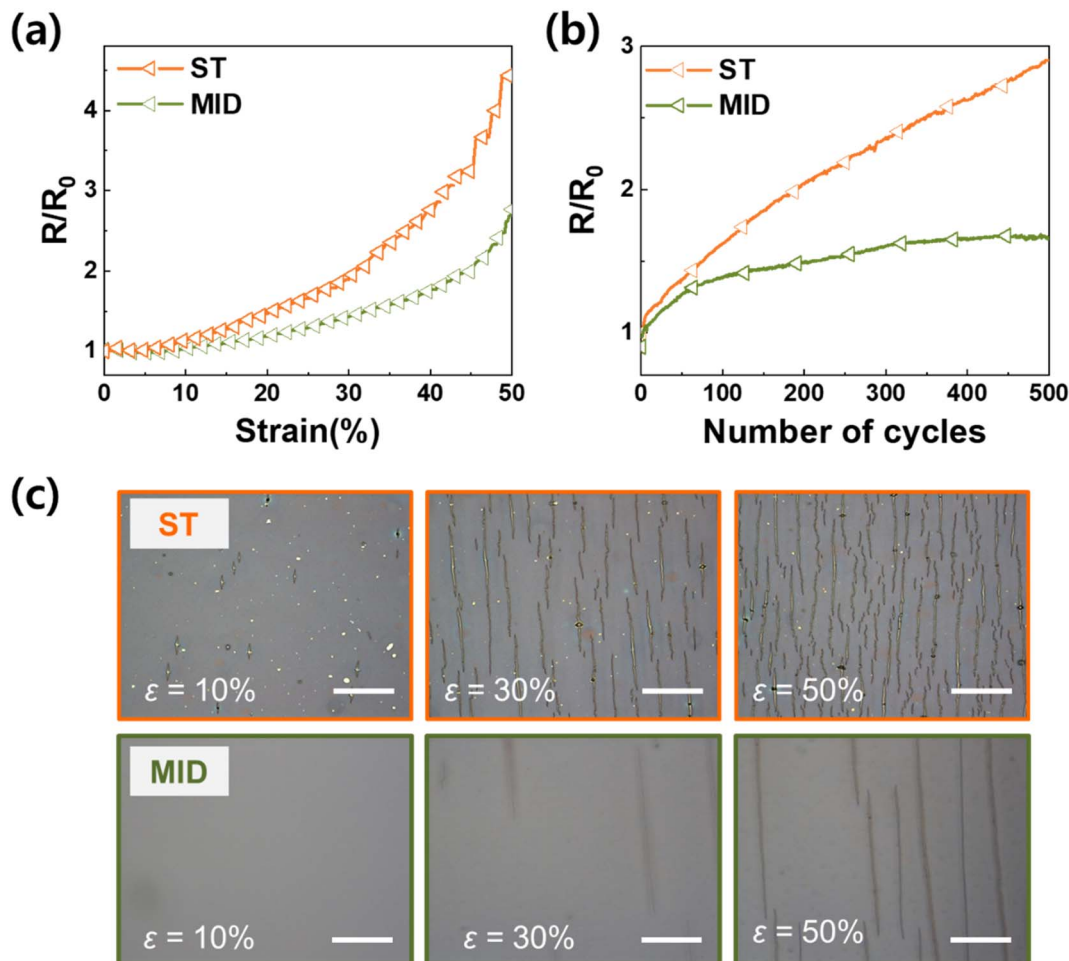 (a)
ST
MID
4
3
2
1
R/R0
0
10
20
30
40
50
Strain(%)
(b)
ST
MID
3
2
1
R/R0
0
100
200
300
400
500
Number of cycles
(c)
ST
ε = 10%
ε = 30%
ε = 50%
MID
ε = 10%
ε = 30%
ε = 50%